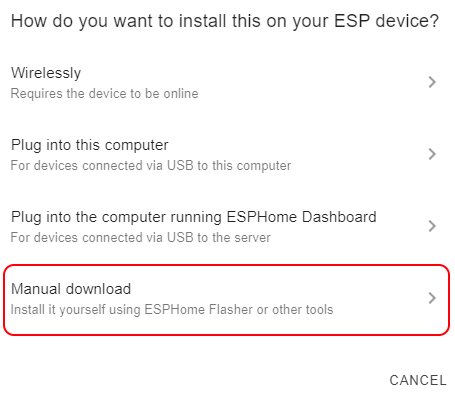 How do you want to install this on your ESP device?
Wirelessly
Requires the device to be online
Plug into this computer
For devices connected via USB to this computer
Plug into the computer running ESPHome Dashboard
For devices connected via USB to the server
Manual download
Install it yourself using ESPHome Flasher or other tools
CANCEL